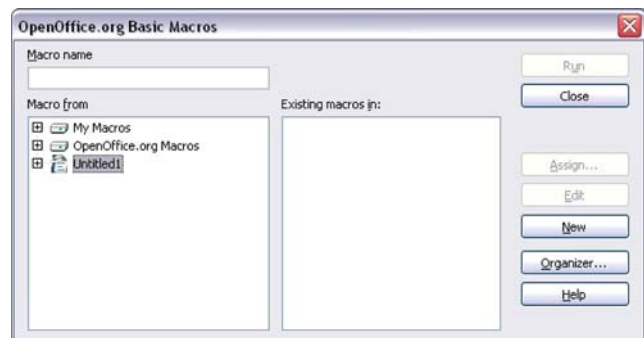 OpenOffice.org Basic Macros
Macro name
Run
Close
Macro from
Existing macros in:
My Macros
OpenOffice.org Macros
Untitled1
Assign...
Edit
New
Organizer...
Help